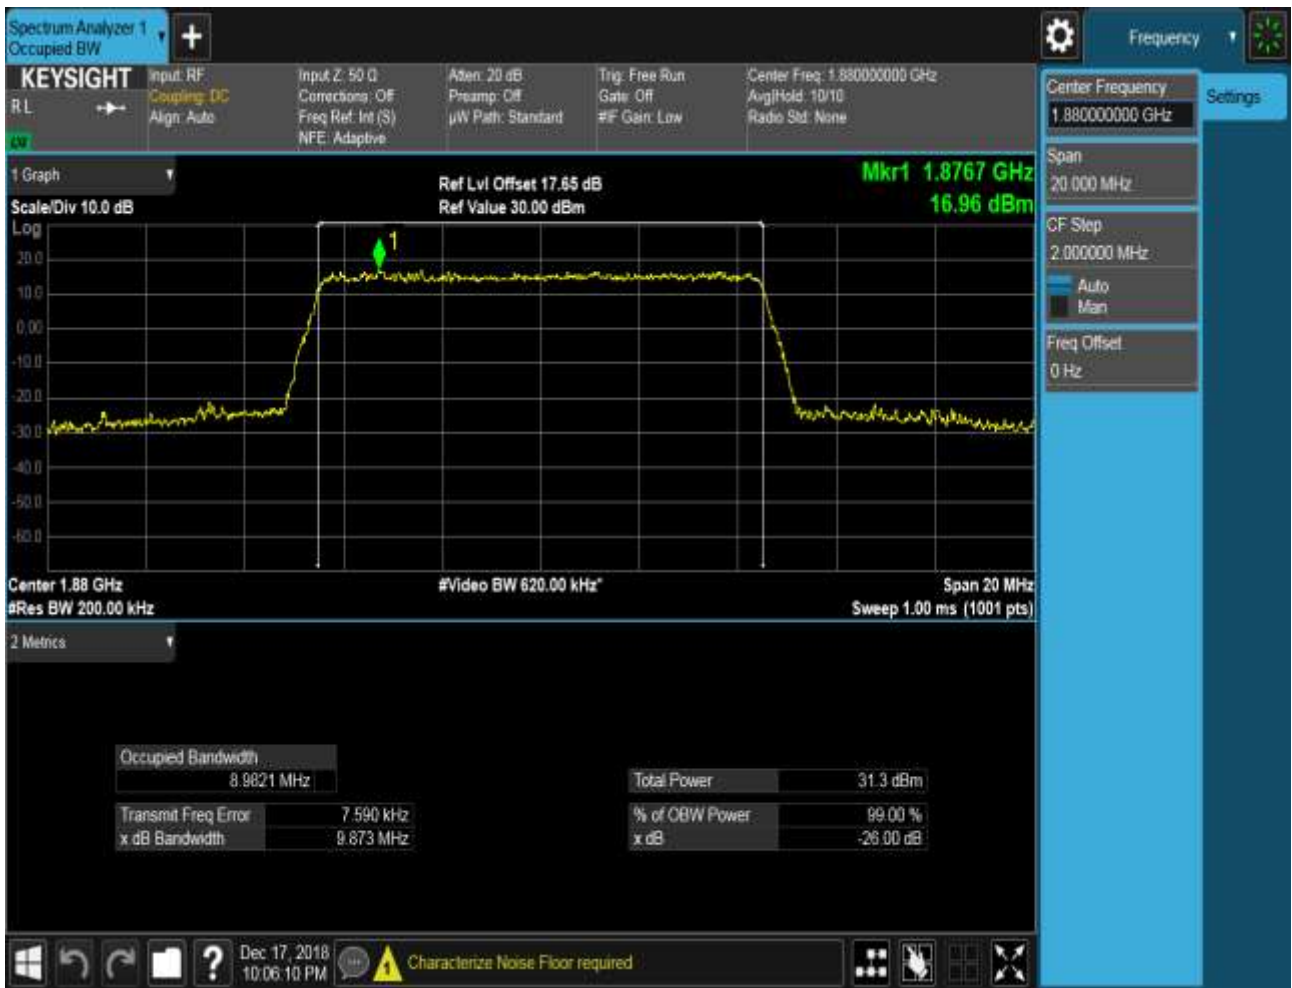 Spectrum Analyzer 1
Occupied BW
Frequency
KEYSIGHT
R L
Input: RF
Coupling: DC
Align: Auto
Input Z: 50 Ω
Corrections: Off
Freq Ref: Int (S)
NFE: Adaptive
Atten: 20 dB
Preamp: Off
µW Path: Standard
Trig: Free Run
Gate: Off
#IF Gain: Low
Center Freq: 1.880000000 GHz
Avg|Hold: 10/10
Radio Std: None
Center Frequency
1.880000000 GHz
Settings
Span
20.000 MHz
CF Step
2.000000 MHz
Auto
Man
Freq Offset
0 Hz
1 Graph
Scale/Div 10.0 dB
Ref Lvl Offset 17.65 dB
Ref Value 30.00 dBm
Mkr1 1.8767 GHz
16.96 dBm
Log
1
20.0
10.0
0.00
-10.0
-20.0
-30.0
-40.0
-50.0
-60.0
Center 1.88 GHz
#Video BW 620.00 kHz*
Span 20 MHz
#Res BW 200.00 kHz
Sweep 1.00 ms (1001 pts)
2 Metrics
Occupied Bandwidth
8.9821 MHz
Total Power 31.3 dBm
Transmit Freq Error 7.590 kHz
% of OBW Power 99.00 %
x dB Bandwidth 9.873 MHz
x dB -26.00 dB
?
Dec 17, 2018
10:06:10 PM
1
Characterize Noise Floor required